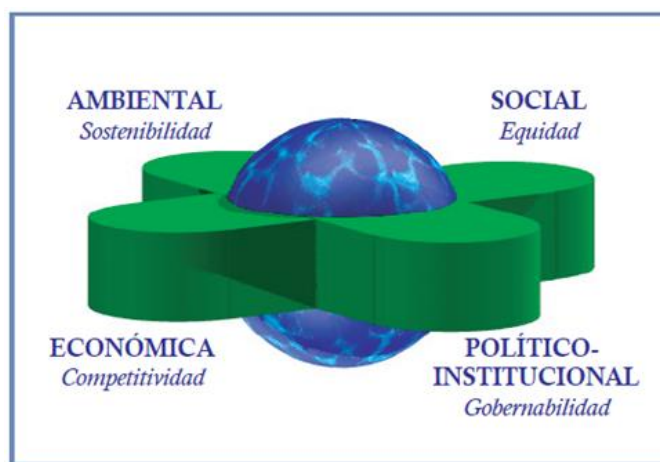 AMBIENTAL
Sostenibilidad
SOCIAL
Equidad
ECONÓMICA
Competitividad
POLÍTICO-
INSTITUCIONAL
Gobernabilidad